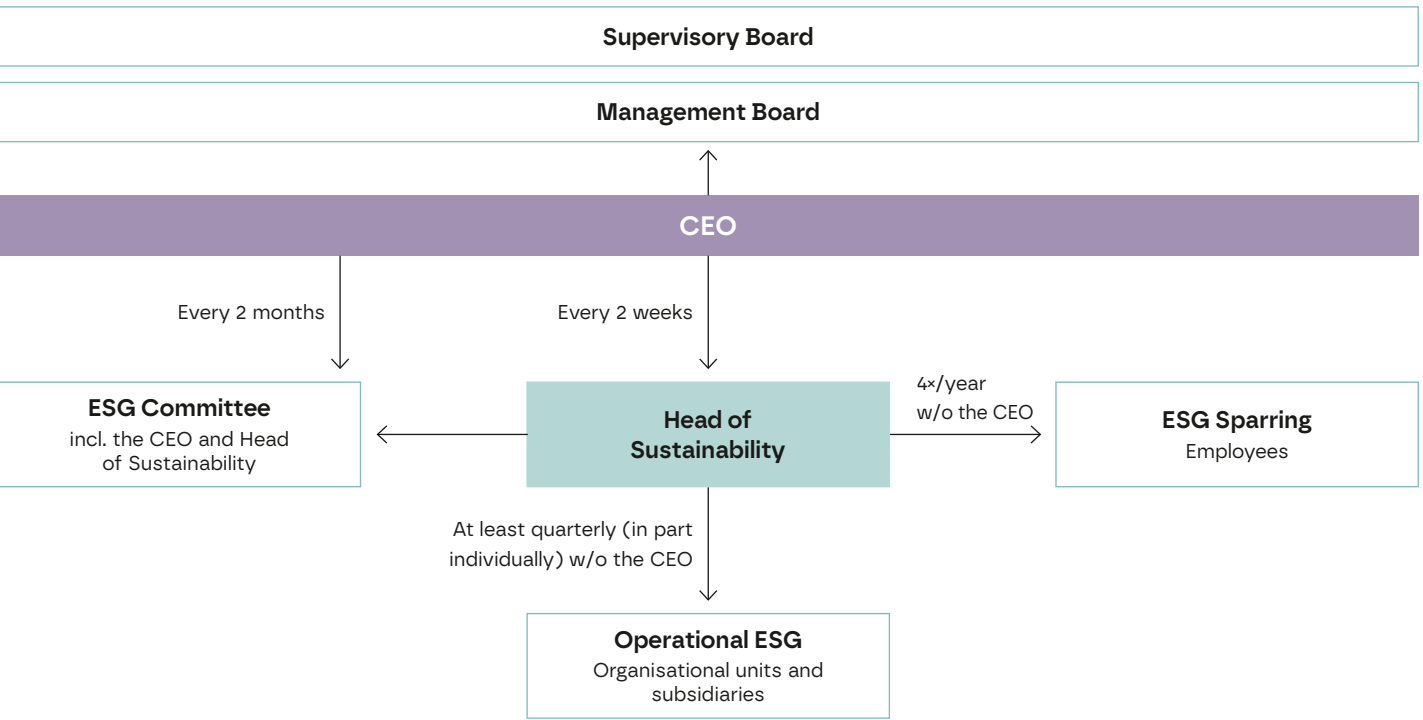 Supervisory Board
Management Board
CEO
Every 2 months
Every 2 weeks
ESG Committee
incl. the CEO and Head
of Sustainability
Head of
Sustainability
4×/year
w/o the CEO
ESG Sparring
Employees
At least quarterly (in part
individually) w/o the CEO
Operational ESG
Organisational units and
subsidiaries